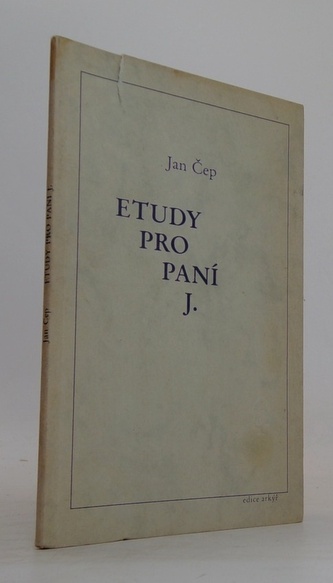 Jan Čep
ETUDY
PRO
PANÍ
J.
edice arkýř
Jan Čep ETUDY PRO PANÍ J.